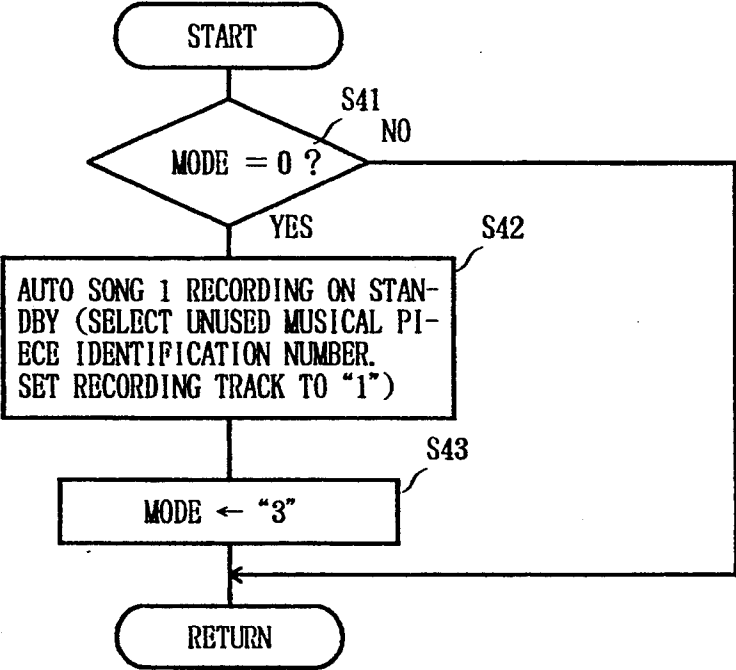 START
S41
NO
MODE = 0 ?
YES
S42
AUTO SONG 1 RECORDING ON STAN-
DBY (SELECT UNUSED MUSICAL PI-
ECE IDENTIFICATION NUMBER.
SET RECORDING TRACK TO “1”)
S43
MODE ← “3”
RETURN